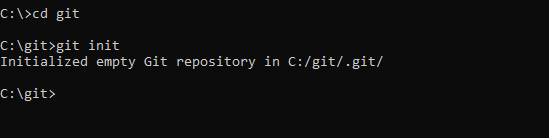 C:\>cd git
C:\git>git init
Initialized empty Git repository in C:/git/.git/
C:\git>